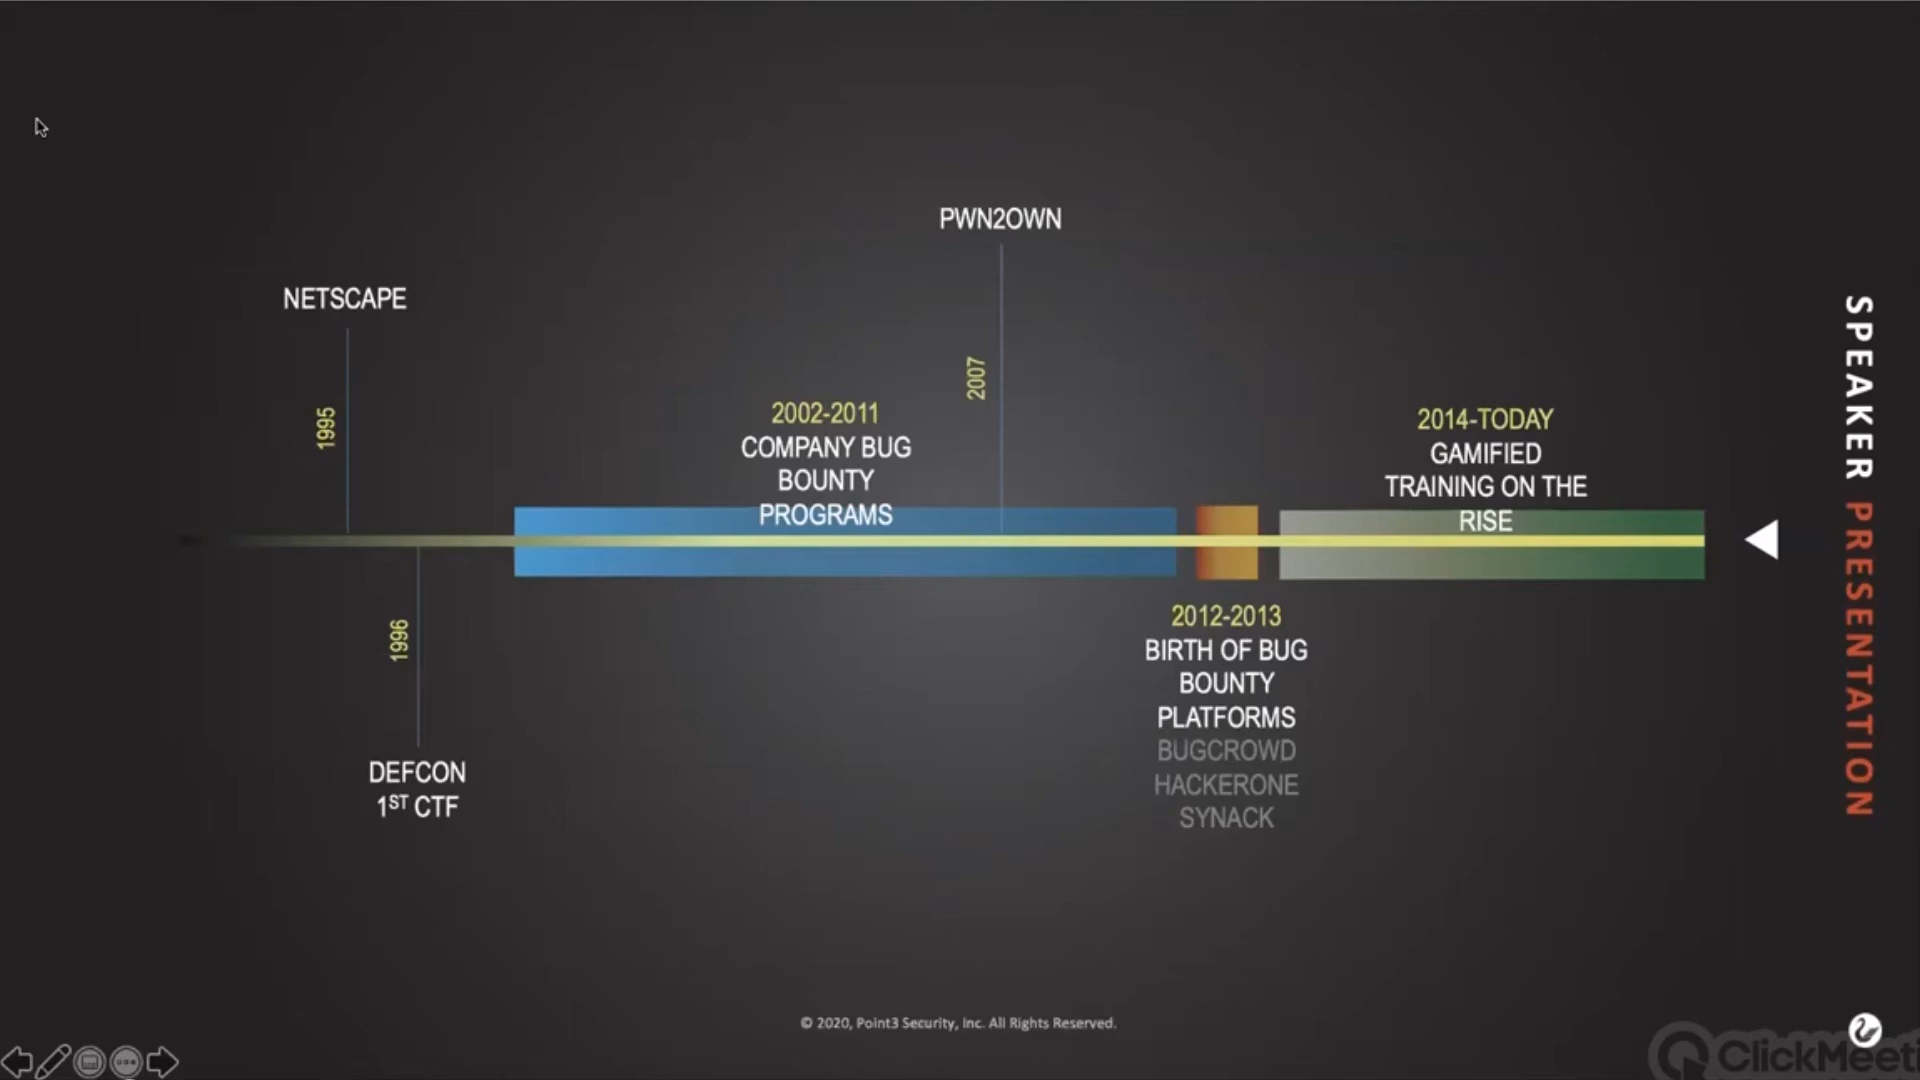 PWN2OWN
NETSCAPE
2007
1995
2002-2011
COMPANY BUG
BOUNTY
PROGRAMS
2014-TODAY
GAMIFIED
TRAINING ON THE
RISE
1996
DEFCON
1ST CTF
2012-2013
BIRTH OF BUG
BOUNTY
PLATFORMS
BUGCROWD
HACKERONE
SYNACK
SPEAKER PRESENTATION
© 2020, Point3 Security, Inc. All Rights Reserved.
ClickMeeti